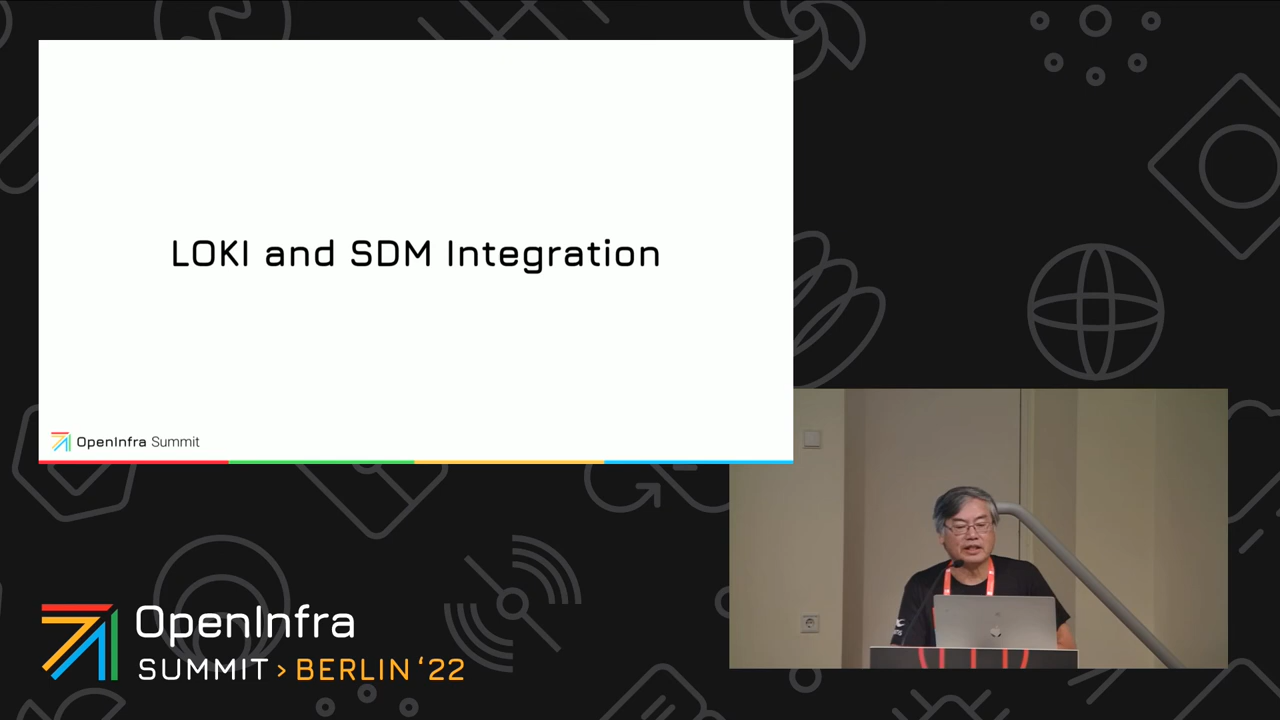 LOKI and SDM Integration
OpenInfra Summit
OpenInfra
SUMMIT > BERLIN ‘22